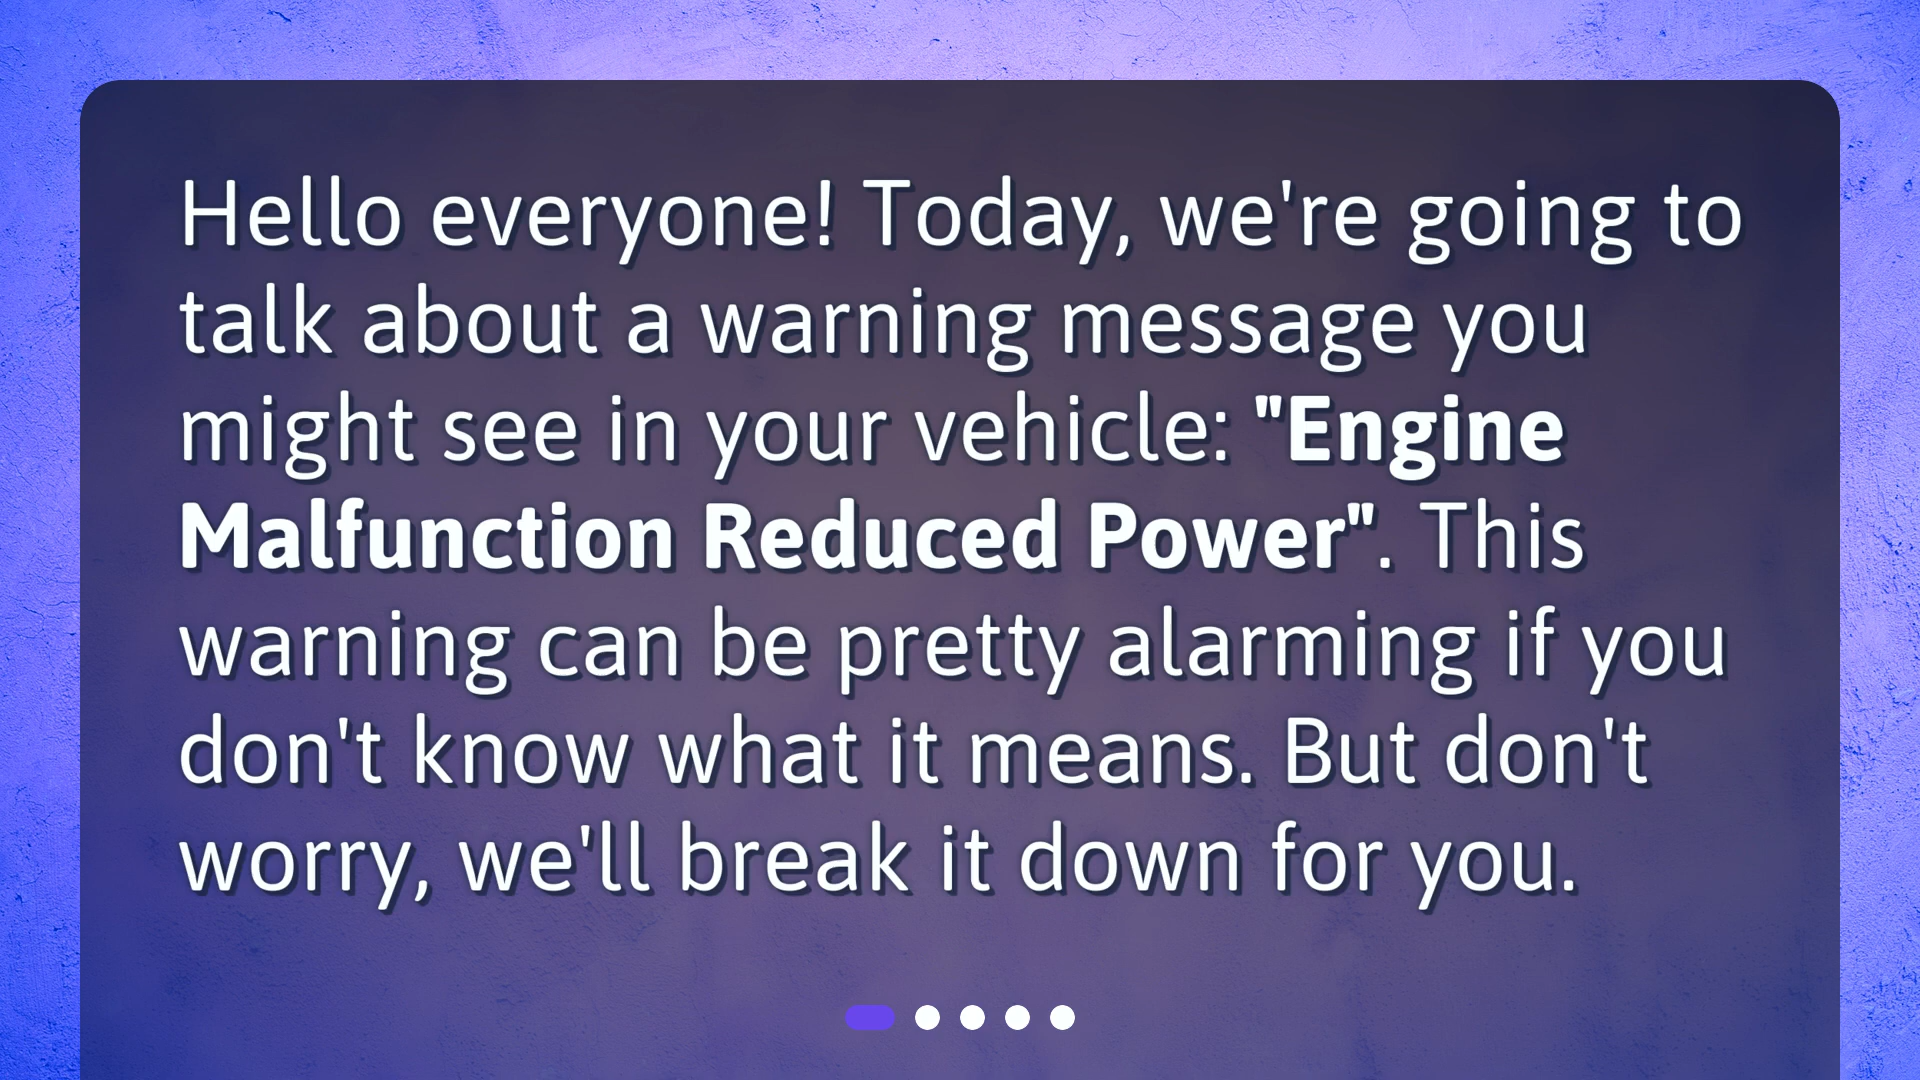 Hello everyone! Today, we're going to
talk about a warning message you
might see in your vehicle: "Engine
Malfunction Reduced Power". This
warning can be pretty alarming if you
don't know what it means. But don't
worry, we'll break it down for you.